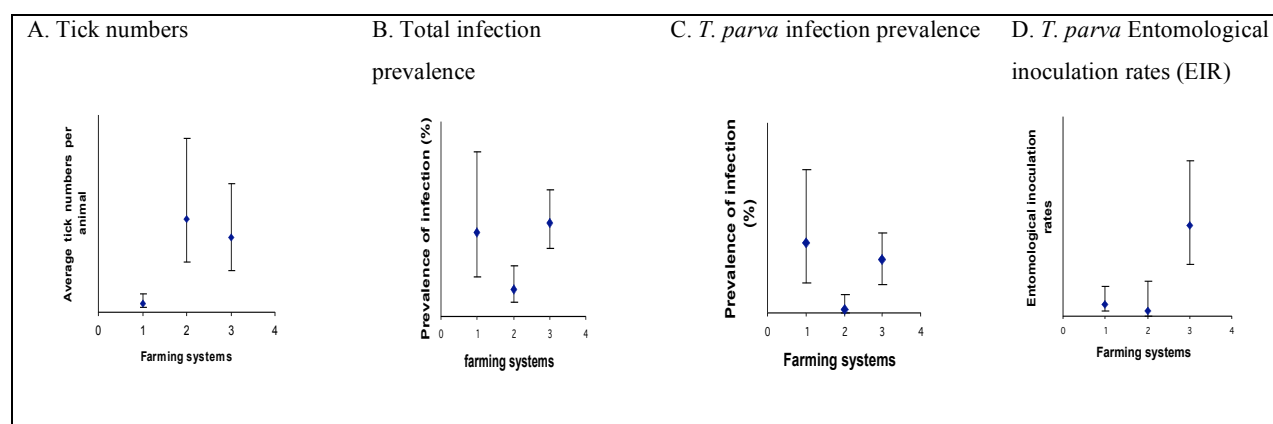 A. Tick numbers
Average tick numbers per
animal
0 1 2 3 4
Farming systems
B. Total infection
prevalence
Prevalence of infection (%)
0 1 2 3 4
farming systems
C. T. parva infection prevalence
Prevalence of infection
(%)
0 1 2 3 4
Farming systems
D. T. parva Entomological
inoculation rates (EIR)
Entomological inoculation
rates
0 1 2 3 4
Farming systems